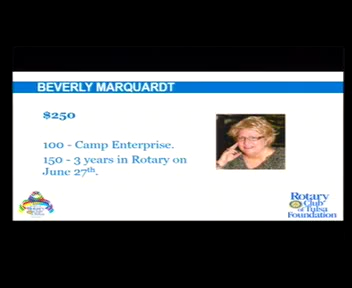 BEVERLY MARQUARDT
$250
100 - Camp Enterprise.
150 - 3 years in Rotary on
June 27th.
Rotary
Club
of Tulsa
Foundation